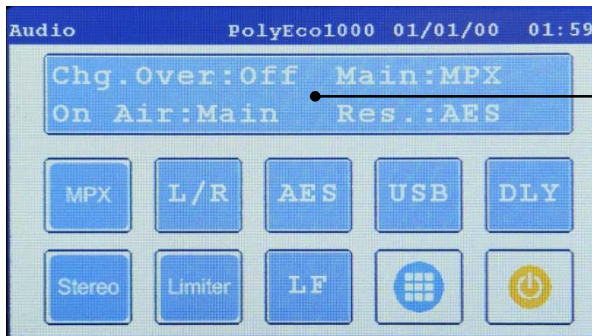 Audio PolyEco1000 01/01/00 01:59
Chg.Over:Off Main:MPX
On Air:Main Res.:AES
MPX L/R AES USB DLY
Stereo Limiter LF